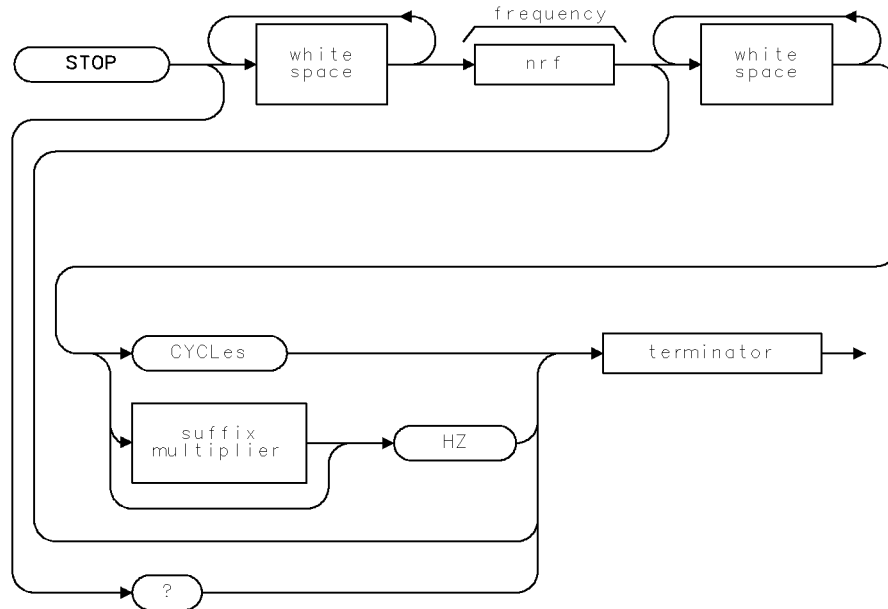 frequency
STOP
white
space
nrf
white
space
CYCLes
terminator
suffix
multiplier
HZ
?